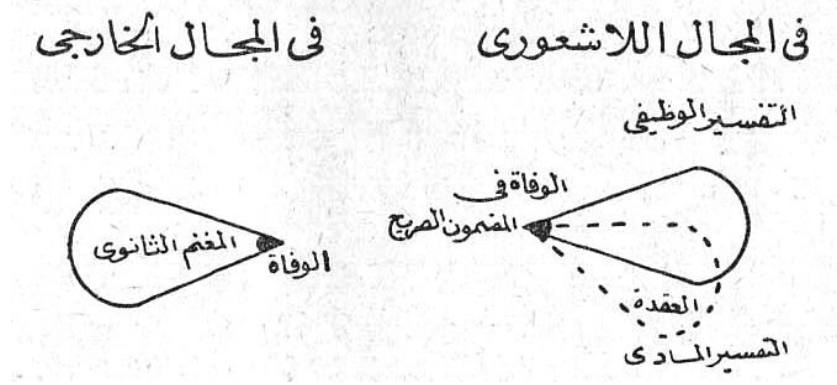 فى المجال اللاشعورى
فى المجال الخارجى
التفسير الوظيفى
الوفاة فى
المضمون الصريح
العقدة
التفسير المادى
المغنم الثانوى
الوفاة